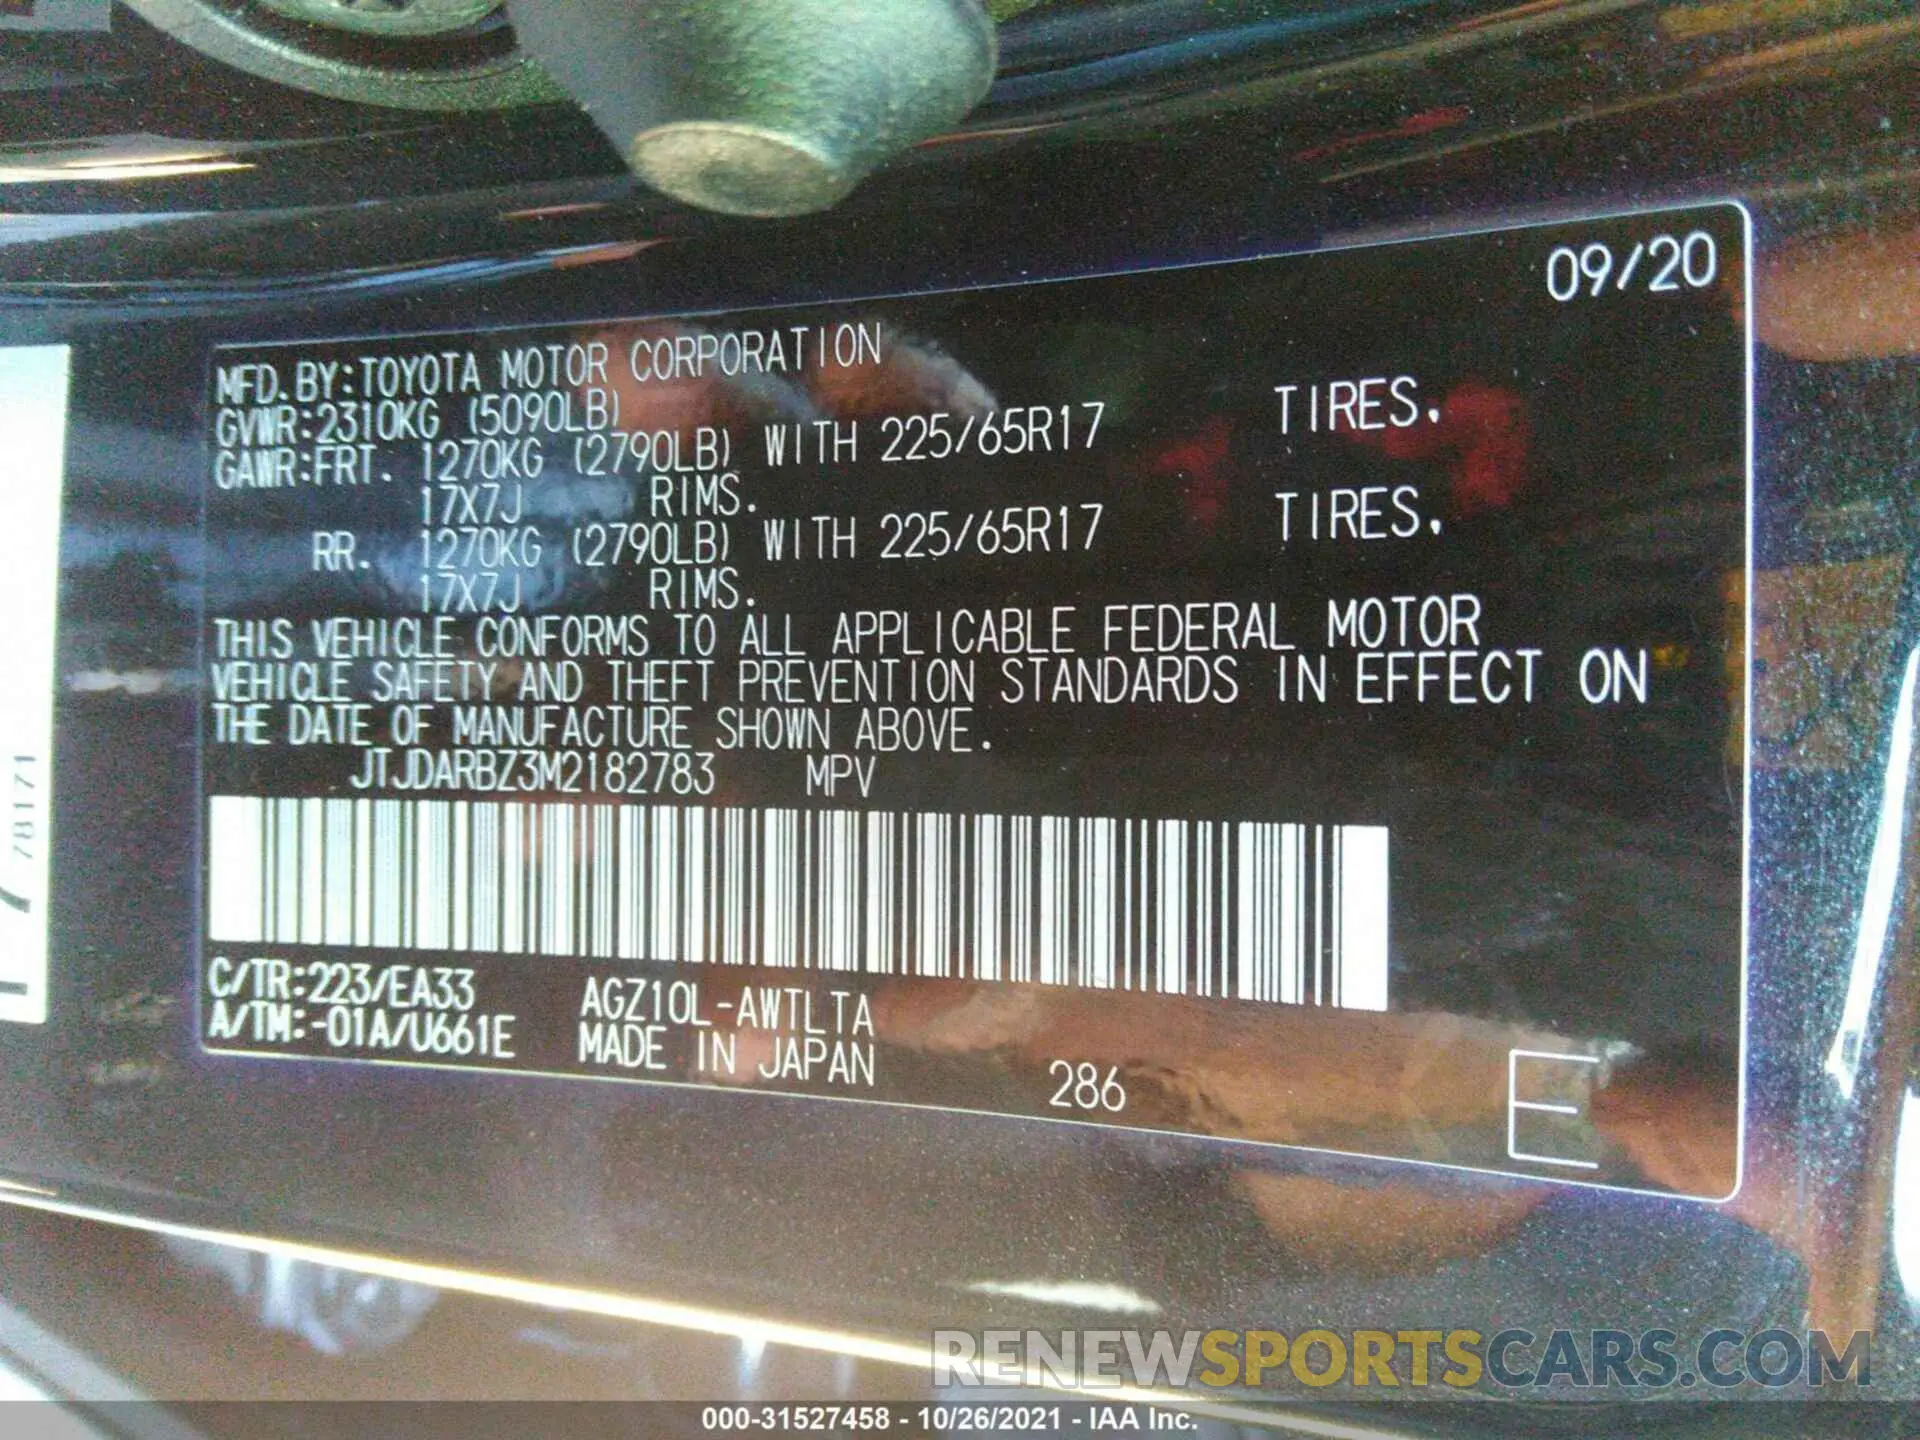 09/20
MFD.BY:TOYOTA MOTOR CORPORATION
GVWR:2310KG (5090LB)
GAWR:FRT. 1270KG (2790LB) WITH 225/65R17 TIRES,
17X7J RIMS.
RR. 1270KG (2790LB) WITH 225/65R17 TIRES,
17X7J RIMS.
THIS VEHICLE CONFORMS TO ALL APPLICABLE FEDERAL MOTOR
VEHICLE SAFETY AND THEFT PREVENTION STANDARDS IN EFFECT ON
THE DATE OF MANUFACTURE SHOWN ABOVE.
JTJDARBZ3M2182783 MPV
C/TR:223/EA33 AGZ10L-AWTLTA
A/TM:-01A/U661E MADE IN JAPAN
286
E
78171
RENEWSPORTSCARS.COM
000-31527458 - 10/26/2021 - IAA Inc.